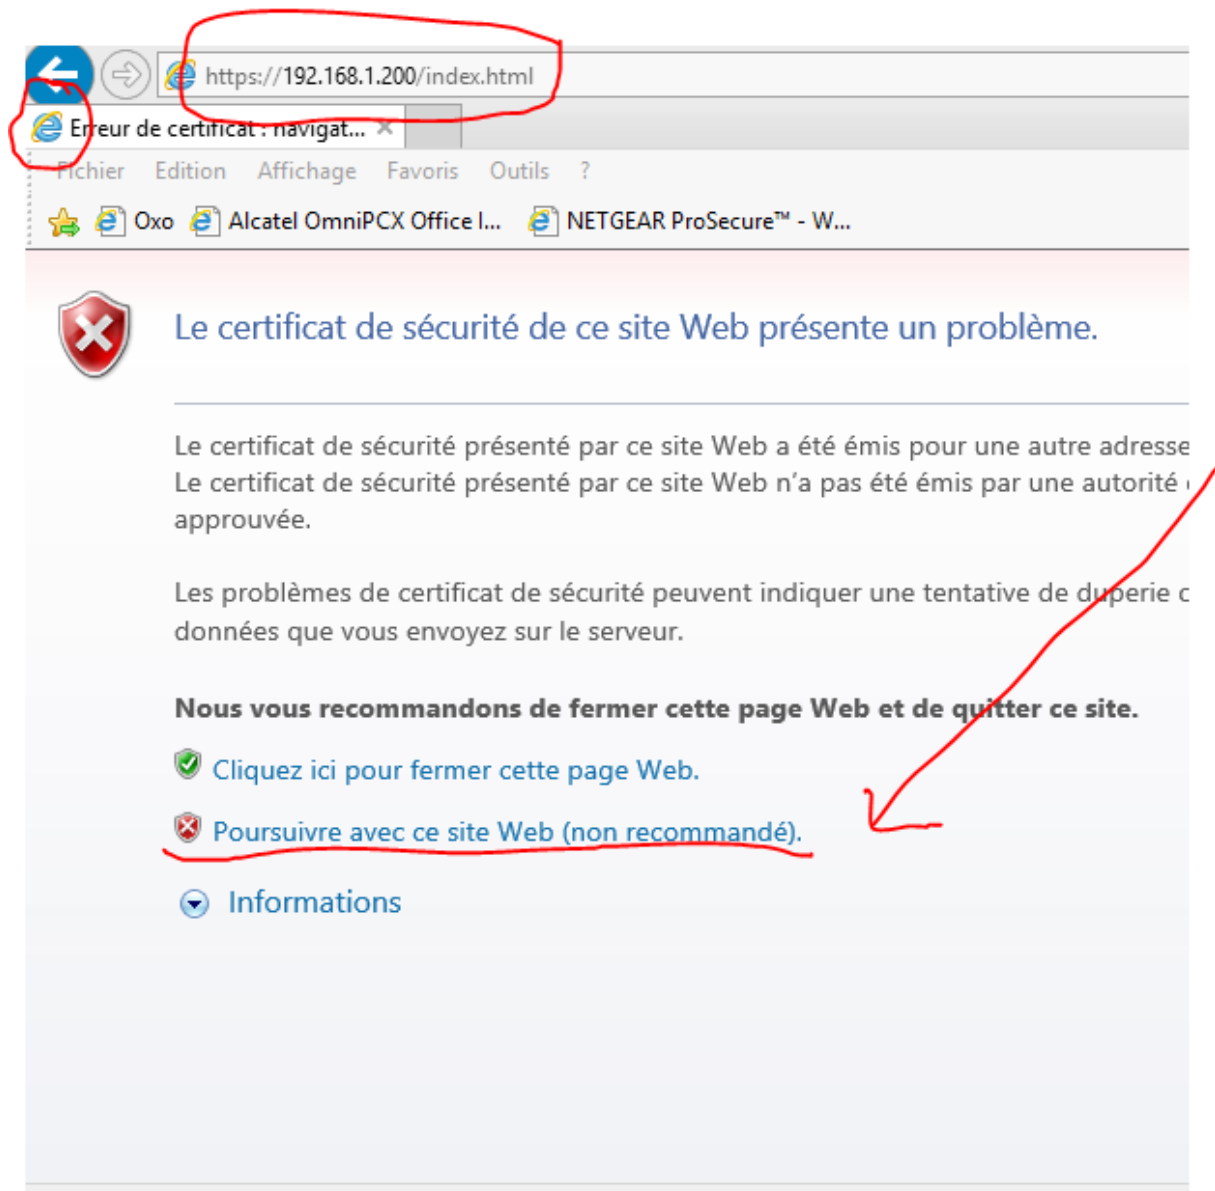 https://192.168.1.200/index.html
Erreur de certificat : navigat...
Fichier Edition Affichage Favoris Outils ?
Oxo Alcatel OmniPCX Office I... NETGEAR ProSecure™ - W...
Le certificat de sécurité de ce site Web présente un problème.
Le certificat de sécurité présenté par ce site Web a été émis pour une autre adresse
Le certificat de sécurité présenté par ce site Web n'a pas été émis par une autorité
approuvée.
Les problèmes de certificat de sécurité peuvent indiquer une tentative de duperie
données que vous envoyez sur le serveur.
Nous vous recommandons de fermer cette page Web et de quitter ce site.
Cliquez ici pour fermer cette page Web.
Poursuivre avec ce site Web (non recommandé).
Informations